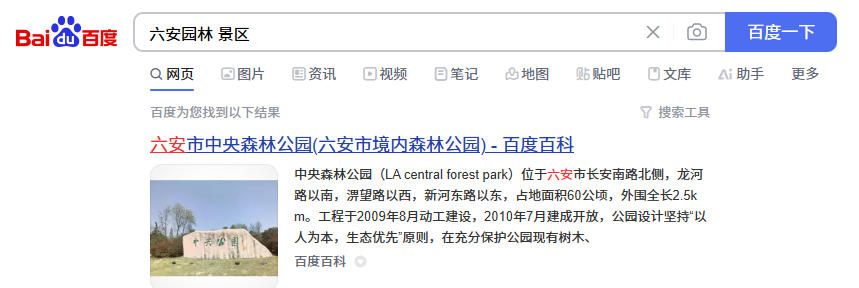 Bai du 百度
六安园林 景区
百度一下
网页 图片 资讯 视频 笔记 地图 贴吧 文库 助手 更多
百度为您找到以下结果 搜索工具
六安市中央森林公园(六安市境内森林公园) - 百度百科
中央森林公园（LA central forest park）位于六安市长安南路北侧，龙河
路以南，淠望路以西，新河东路以东，占地面积60公顷，外围全长2.5k
m。工程于2009年8月动工建设，2010年7月建成开放，公园设计坚持“以
人为本，生态优先”原则，在充分保护公园现有树木、
中央公园
百度百科